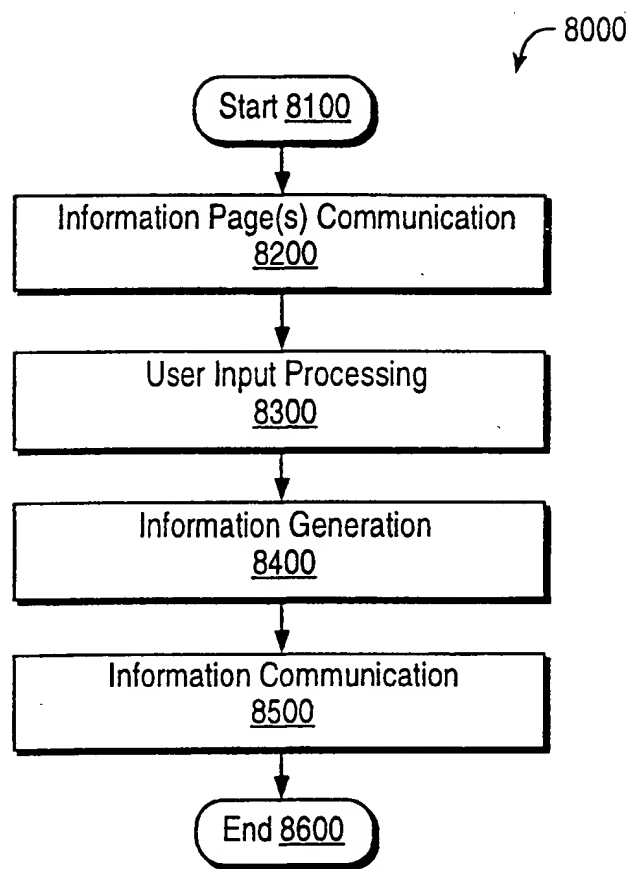 8000
Start 8100
Information Page(s) Communication
8200
User Input Processing
8300
Information Generation
8400
Information Communication
8500
End 8600